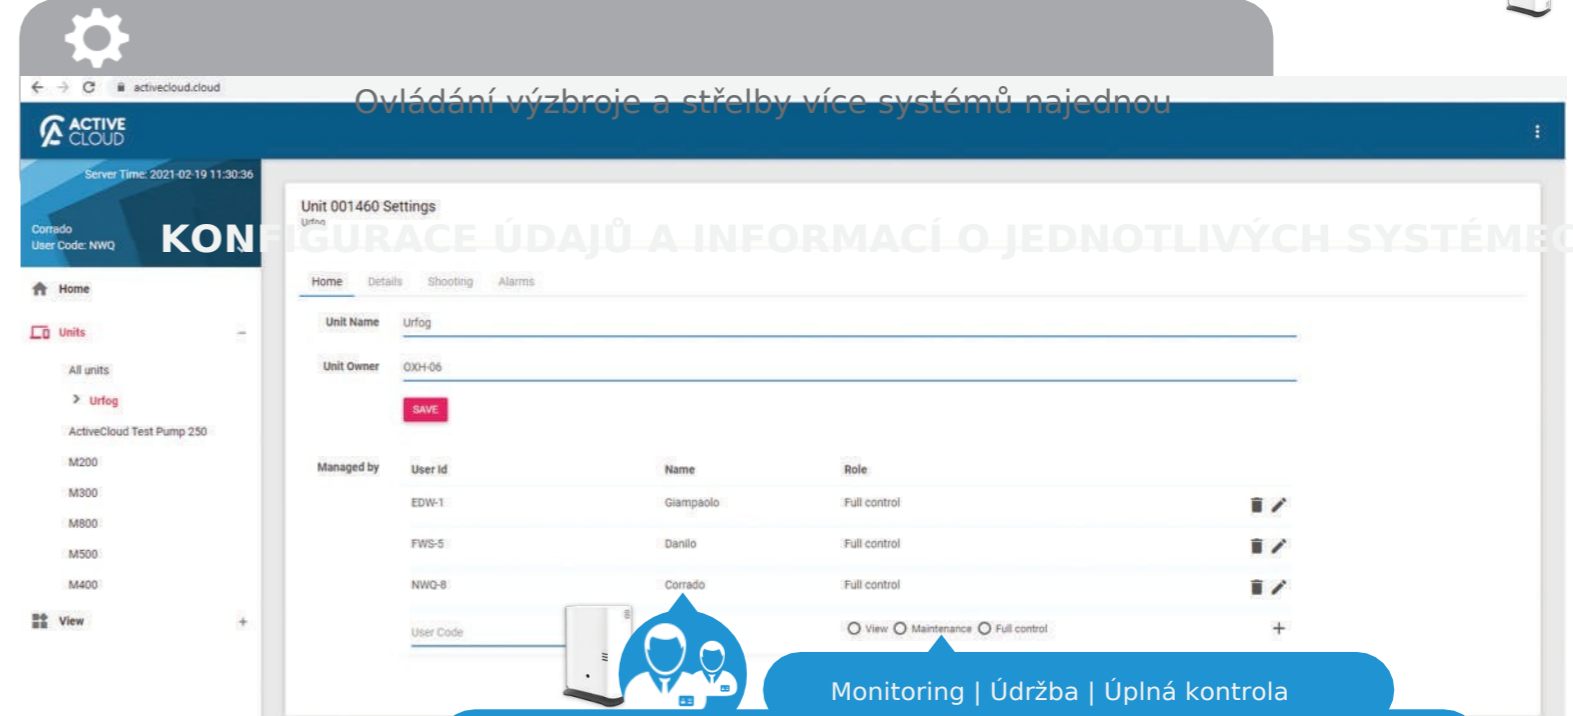 activecloud.cloud
Ovládání výzbroje a střelby více systémů najednou
ACTIVE
CLOUD
Server Time: 2021-02-19 11:30:36
Corrado
User Code: NWQ
Unit 001460 Settings
Urfog
KONFIGURACE ÚDAJŮ A INFORMACÍ O JEDNOTLIVÝCH SYSTÉMEC
Home
Units
All units
Urfog
ActiveCloud Test Pump 250
M200
M300
M800
M500
M400
View
Home Details Shooting Alarms
Unit Name Urfog
Unit Owner OXH-06
SAVE
Managed by User Id Name Role
EDW-1 Giampaolo Full control
FWS-5 Danilo Full control
NWQ-8 Corrado Full control
User Code View Maintenance Full control
Monitoring | Údržba | Úplná kontrola